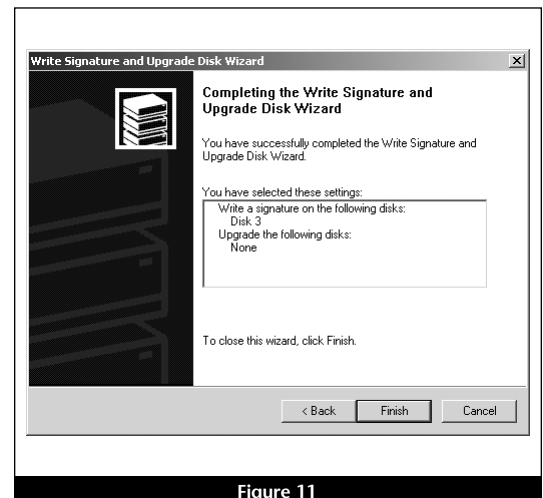 Write Signature and Upgrade Disk Wizard
Completing the Write Signature and
Upgrade Disk Wizard
You have successfully completed the Write Signature and
Upgrade Disk Wizard.
You have selected these settings:
Write a signature on the following disks:
Disk 3
Upgrade the following disks:
None
To close this wizard, click Finish.
< Back
Finish
Cancel
Figure 11